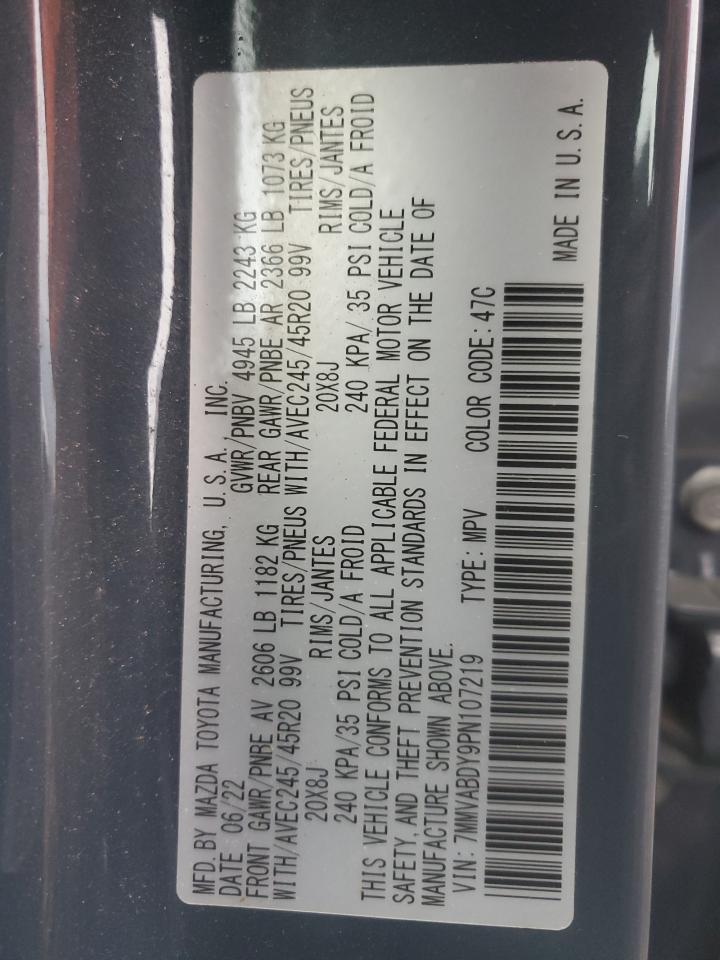 MFD.BY MAZDA TOYOTA MANUFACTURING, U.S.A., INC.
DATE 06/22 GVWR/PNBV 4945 LB 2243 KG
FRONT GAWR/PNBE AV 2606 LB 1182 KG REAR GAWR/PNBE AR 2366 LB 1073 KG
WITH/AVEC245/45R20 99V TIRES/PNEUS WITH/AVEC245/45R20 99V TIRES/PNEUS
20X8J RIMS/JANTES 20X8J RIMS/JANTES
240 KPA/35 PSI COLD/A FROID 240 KPA/ 35 PSI COLD/A FROID
THIS VEHICLE CONFORMS TO ALL APPLICABLE FEDERAL MOTOR VEHICLE
SAFETY, AND THEFT PREVENTION STANDARDS IN EFFECT ON THE DATE OF
MANUFACTURE SHOWN ABOVE.
VIN: 7MMVABDY9PN107219 TYPE: MPV COLOR CODE: 47C
MADE IN U.S.A.